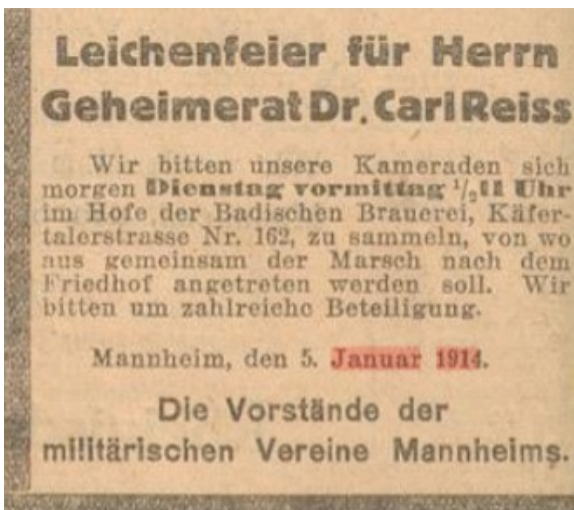 Leichenfeier für Herrn
Geheimerat Dr. Carl Reiss
Wir bitten unsere Kameraden sich
morgen Dienstag vormittag ½11 Uhr
im Hofe der Badischen Brauerei, Käfer-
talerstrasse Nr. 162, zu sammeln, von wo
aus gemeinsam der Marsch nach dem
Friedhof angetreten werden soll. Wir
bitten um zahlreiche Beteiligung.
Mannheim, den 5. Januar 1914.
Die Vorstände der
militärischen Vereine Mannheims.